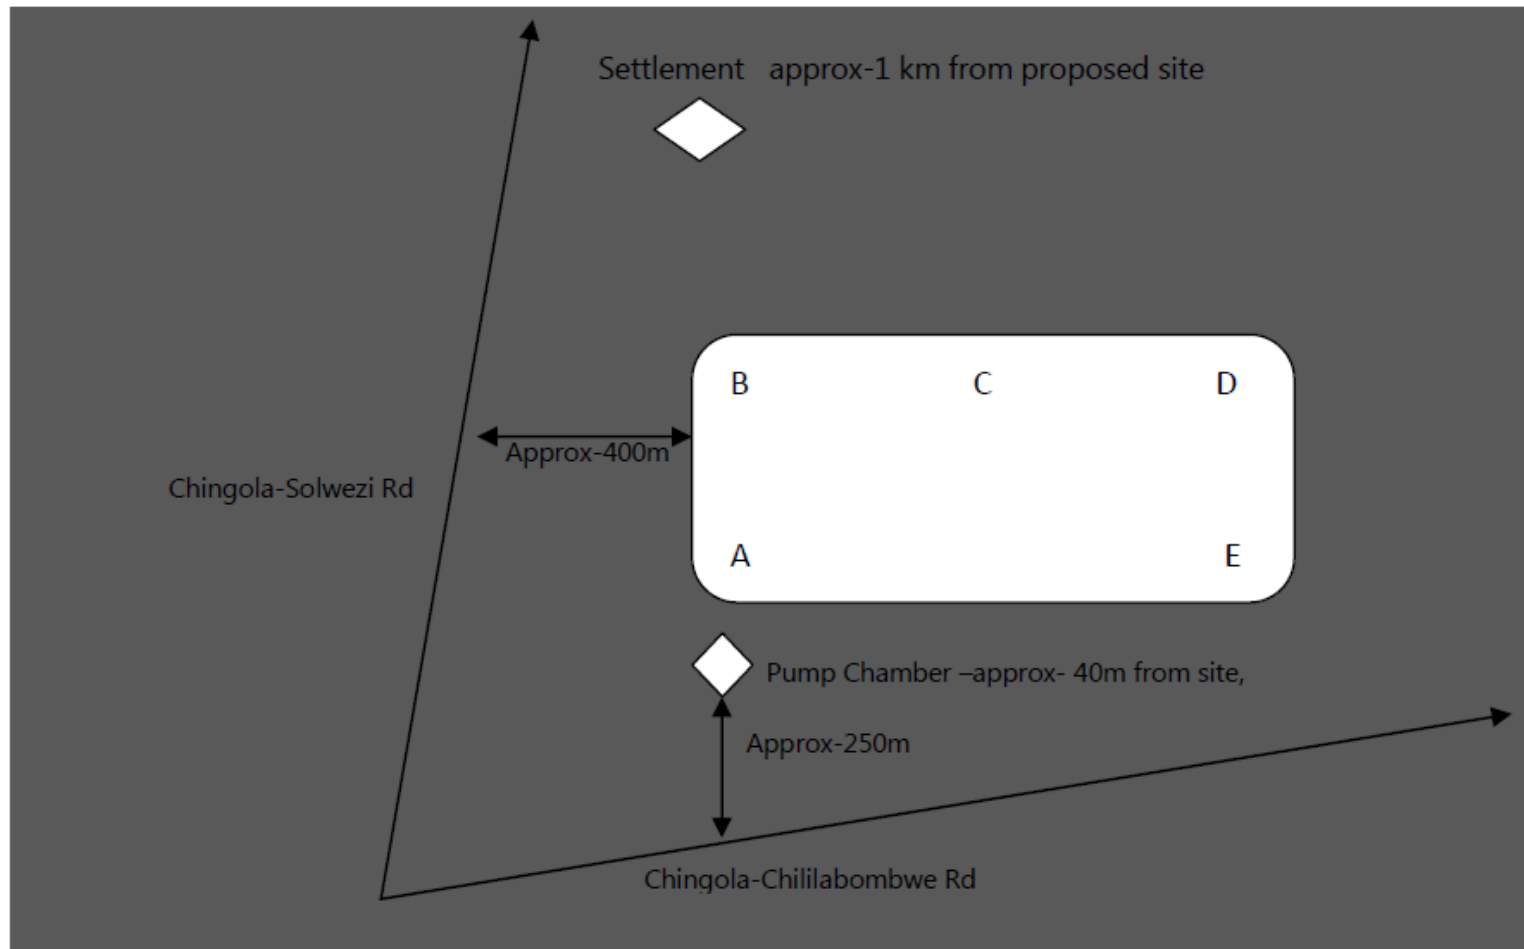 Settlement approx-1 km from proposed site
B C D
Approx-400m
Chingola-Solwezi Rd
A E
Pump Chamber –approx- 40m from site,
Approx-250m
Chingola-Chililabombwe Rd